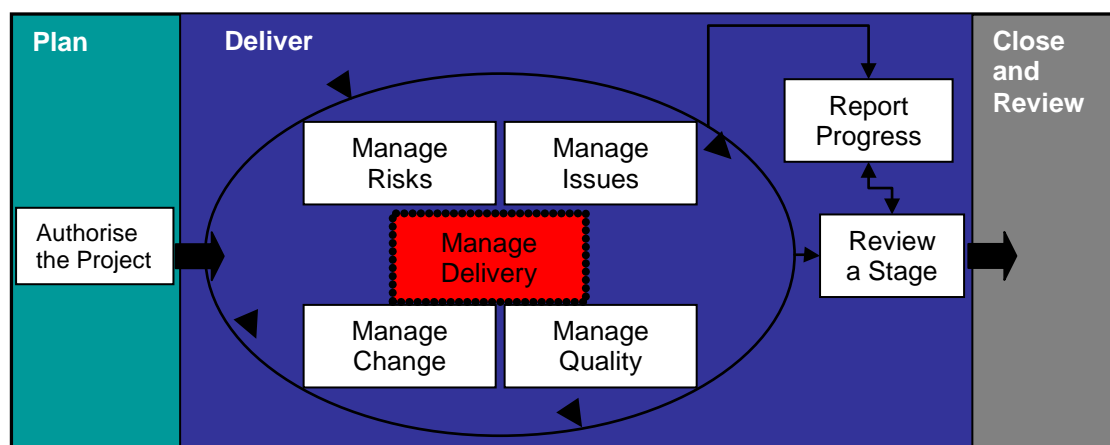 Plan
Deliver
Close
and
Review
Authorise
the Project
Manage
Risks
Manage
Issues
Manage
Delivery
Manage
Change
Manage
Quality
Report
Progress
Review
a Stage